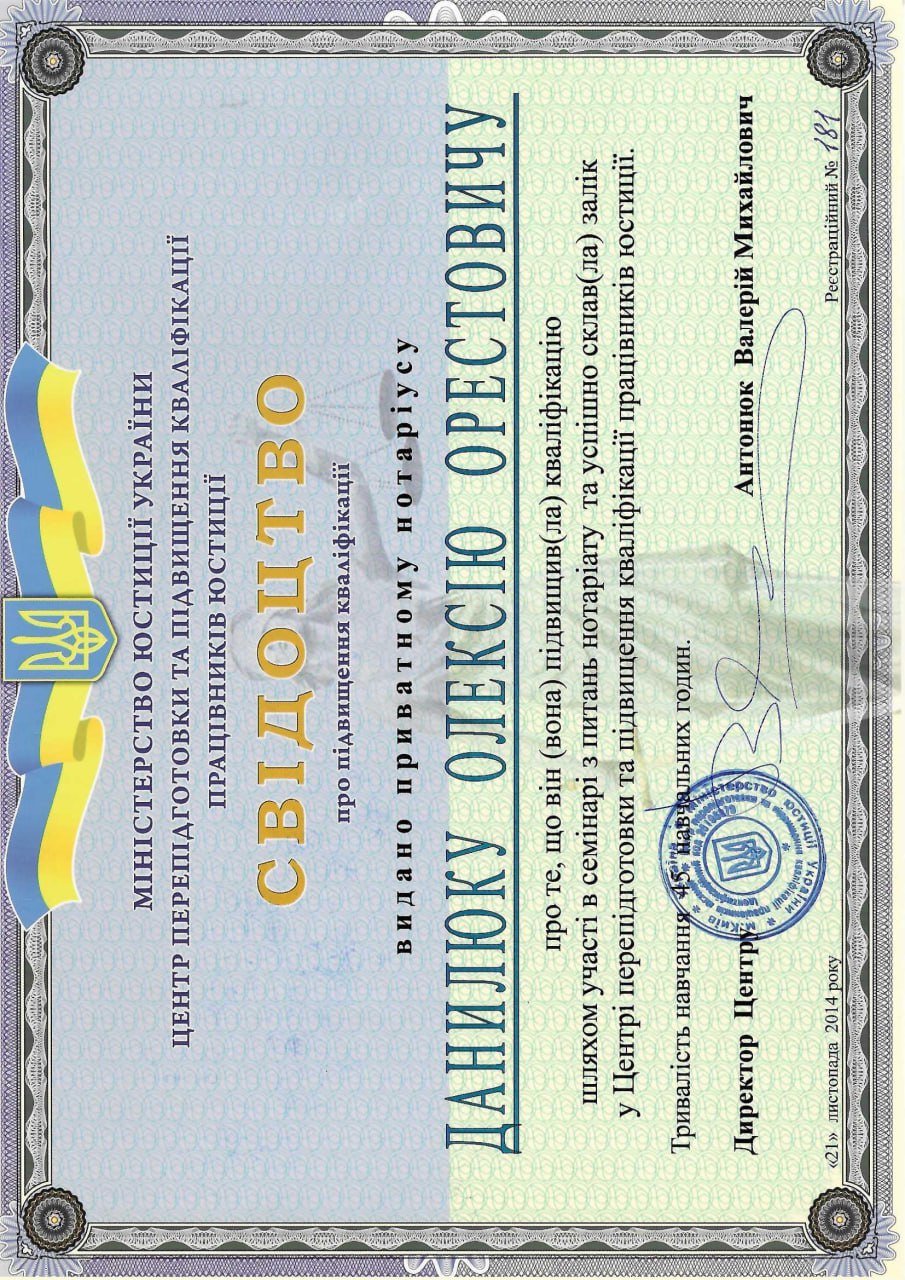 МІНІСТЕРСТВО ЮСТИЦІЇ УКРАЇНИ
ЦЕНТР ПЕРЕПІДГОТОВКИ ТА ПІДВИЩЕННЯ КВАЛІФІКАЦІЇ
ПРАЦІВНИКІВ ЮСТИЦІЇ
СВІДОЦТВО
про підвищення кваліфікації
видано приватному нотаріусу
ДАНИЛЮКУ ОЛЕКСІЮ ОРЕСТОВИЧУ
про те, що він (вона) підвищив(ла) кваліфікацію
шляхом участі в семінарі з питань нотаріату та успішно склав(ла) залік
у Центрі перепідготовки та підвищення кваліфікації працівників юстиції.
Тривалість навчання 45 навчальних годин.
Директор Центру Антонюк Валерій Михайлович
«21» листопада 2014 року Реєстраційний № 181
Міністерство юстиції України * м.Київ *